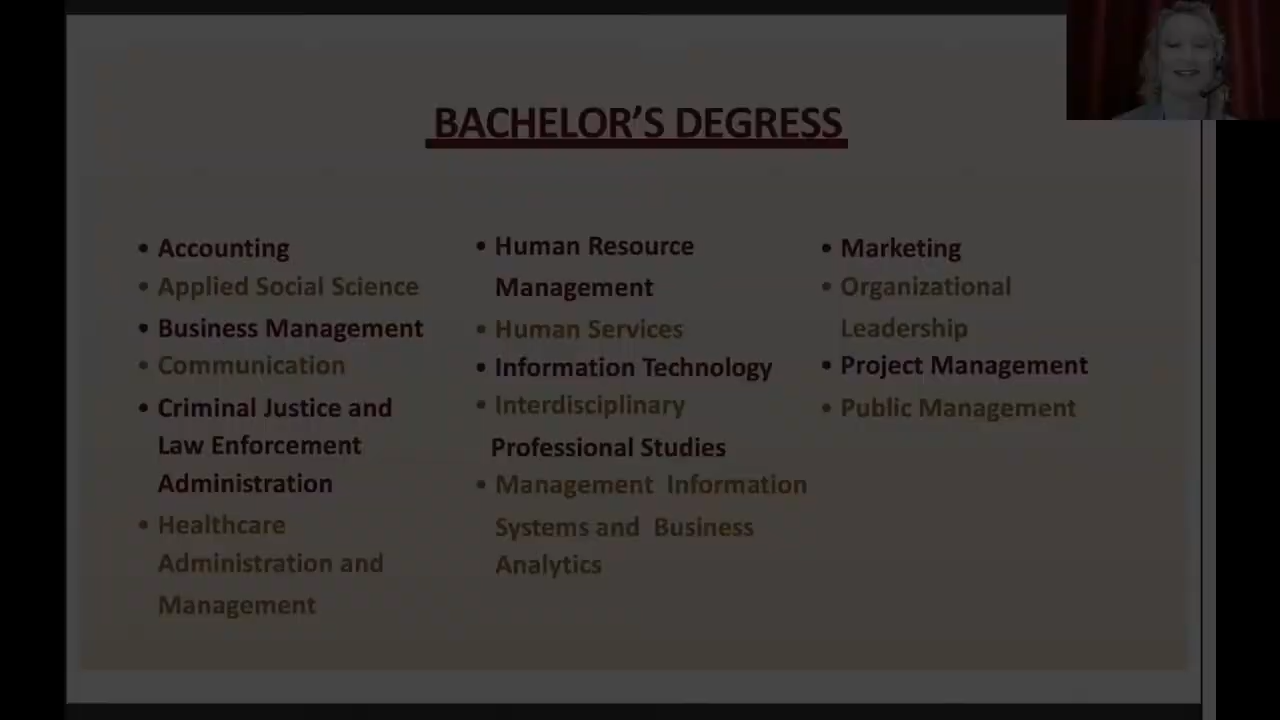 BACHELOR'S DEGRESS
• Accounting
• Applied Social Science
• Business Management
• Communication
• Criminal Justice and
Law Enforcement
Administration
• Healthcare
Administration and
Management
• Human Resource
Management
• Human Services
• Information Technology
• Interdisciplinary
Professional Studies
• Management Information
Systems and Business
Analytics
• Marketing
• Organizational
Leadership
• Project Management
• Public Management